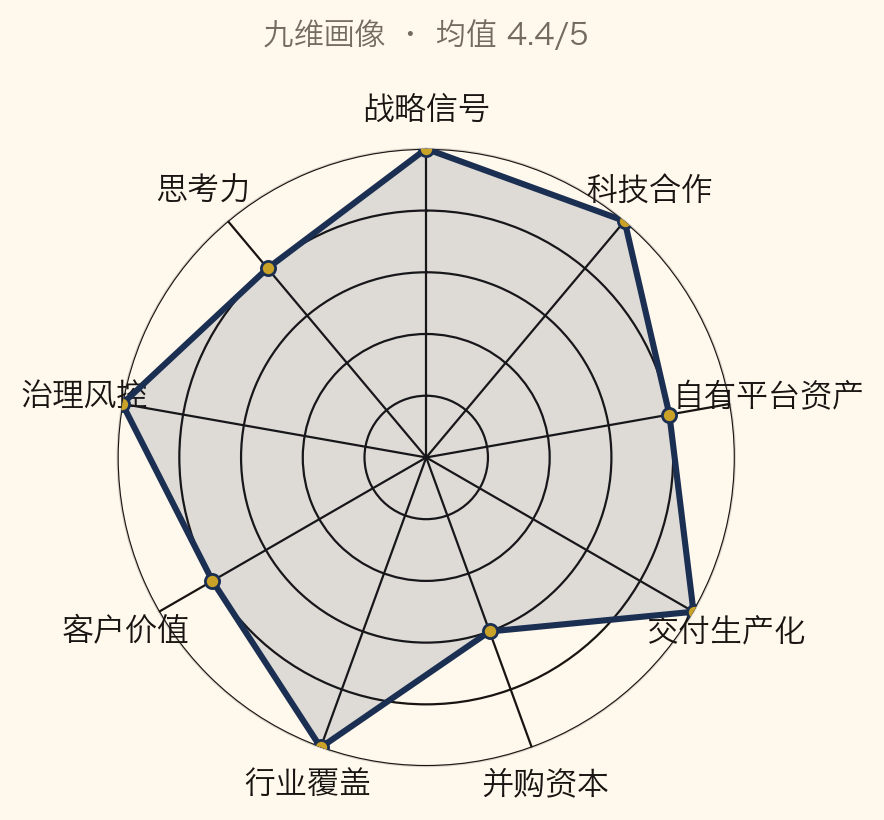 九维画像 · 均值 4.4/5
战略信号
思考力
科技合作
治理风控
自有平台资产
客户价值
交付生产化
行业覆盖
并购资本